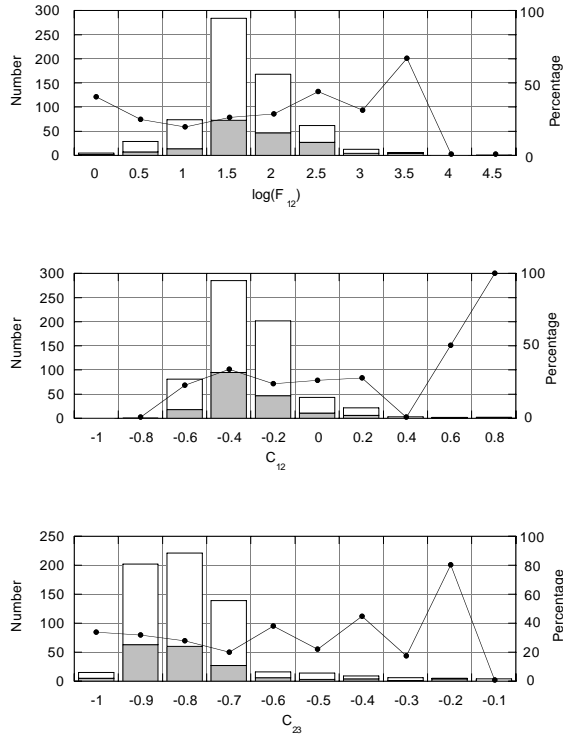 300 250 200 150 100 50 0
Number
100 50 0
Percentage
0 0.5 1 1.5 2 2.5 3 3.5 4 4.5
log(F12)
300 250 200 150 100 50 0
Number
100 50 0
Percentage
-1 -0.8 -0.6 -0.4 -0.2 0 0.2 0.4 0.6 0.8
C12
250 200 150 100 50 0
Number
100 80 60 40 20 0
Percentage
-1 -0.9 -0.8 -0.7 -0.6 -0.5 -0.4 -0.3 -0.2 -0.1
C23